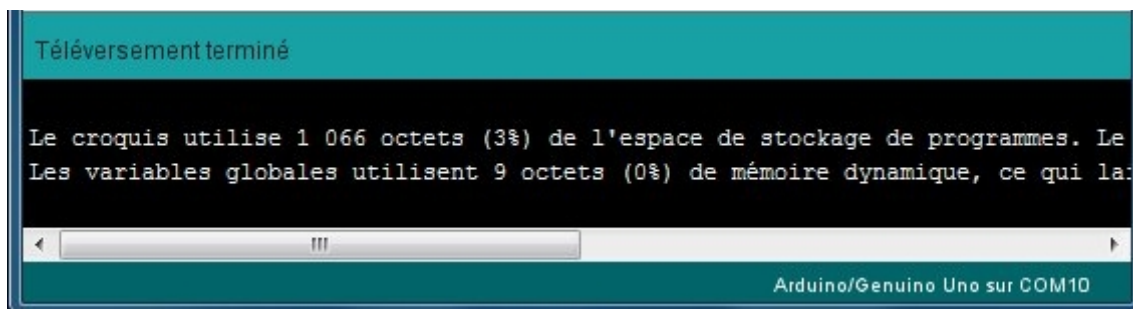 Téléversement terminé
Le croquis utilise 1 066 octets (3%) de l'espace de stockage de programmes. Le
Les variables globales utilisent 9 octets (0%) de mémoire dynamique, ce qui
Arduino/Genuino Uno sur COM10